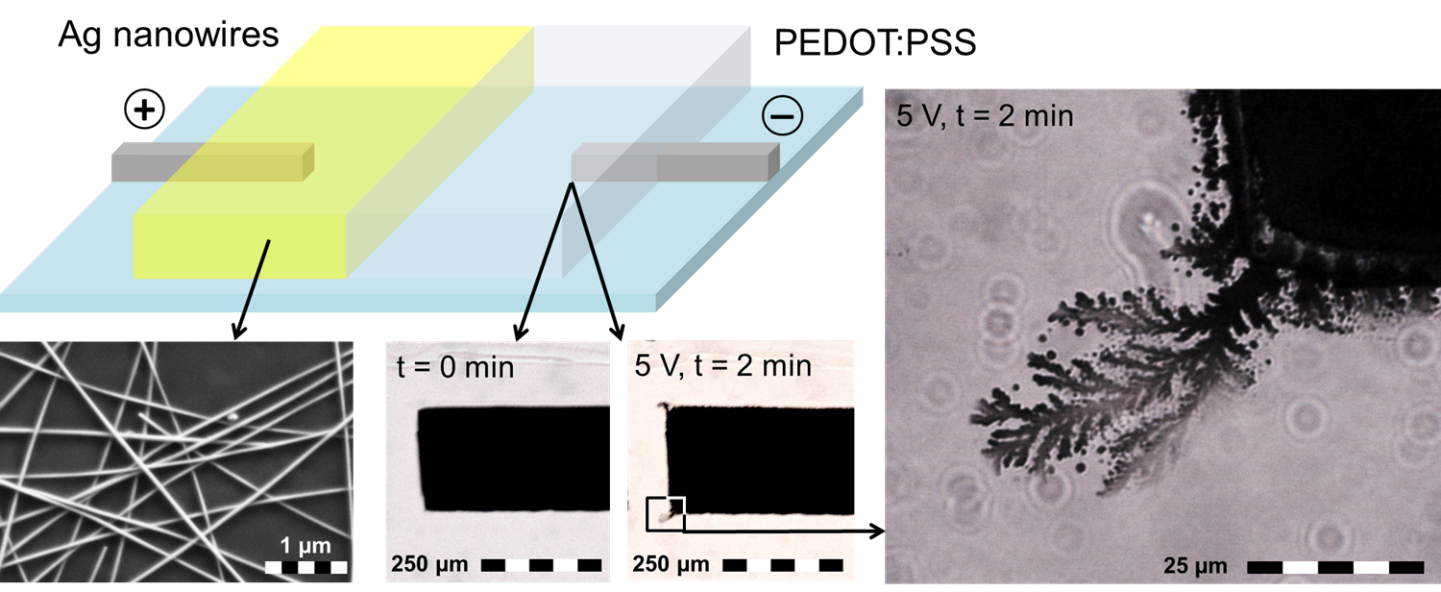 Ag nanowires
PEDOT:PSS
+
−
5 V, t = 2 min
t = 0 min
5 V, t = 2 min
1 µm
250 µm
250 µm
25 µm